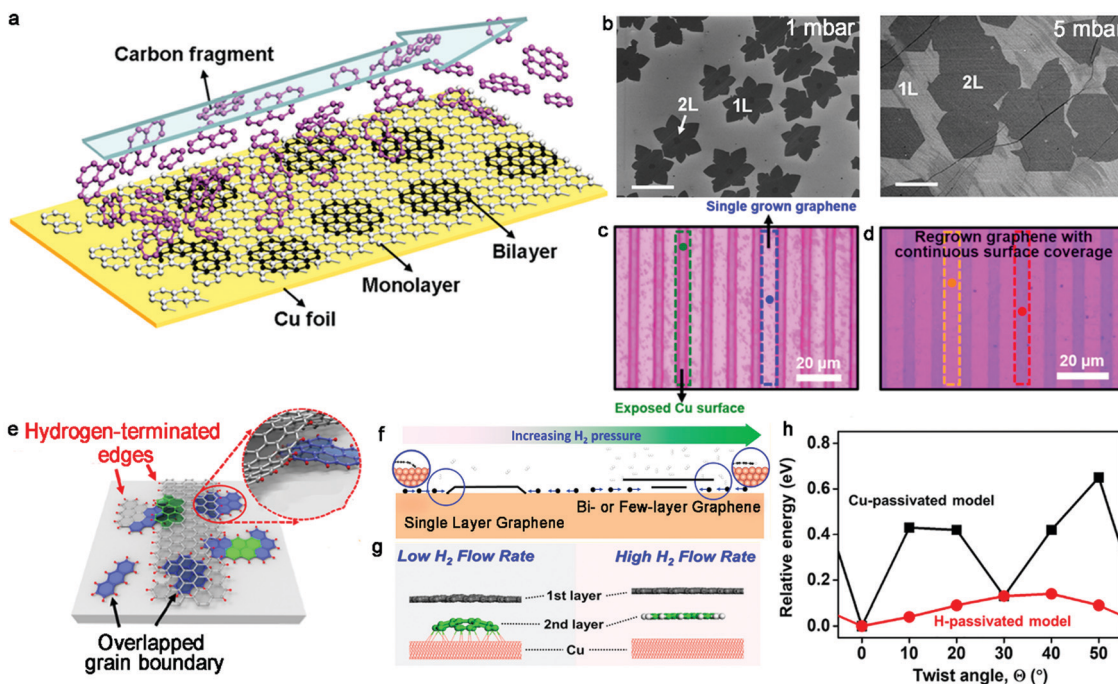 a
Carbon fragment
Bilayer
Monolayer
Cu foil
b
1 mbar
2L
1L
5 mbar
1L
2L
Single grown graphene
c
20 μm
Exposed Cu surface
d
Regrown graphene with
continuous surface coverage
20 μm
e
Hydrogen-terminated
edges
Overlapped
grain boundary
f
Increasing H₂ pressure
Single Layer Graphene
Bi- or Few-layer Graphene
g
Low H₂ Flow Rate
High H₂ Flow Rate
1st layer
2nd layer
Cu
h
Relative energy (eV)
0.8
0.6
0.4
0.2
0.0
Cu-passivated model
H-passivated model
0 10 20 30 40 50
Twist angle, Θ (°)